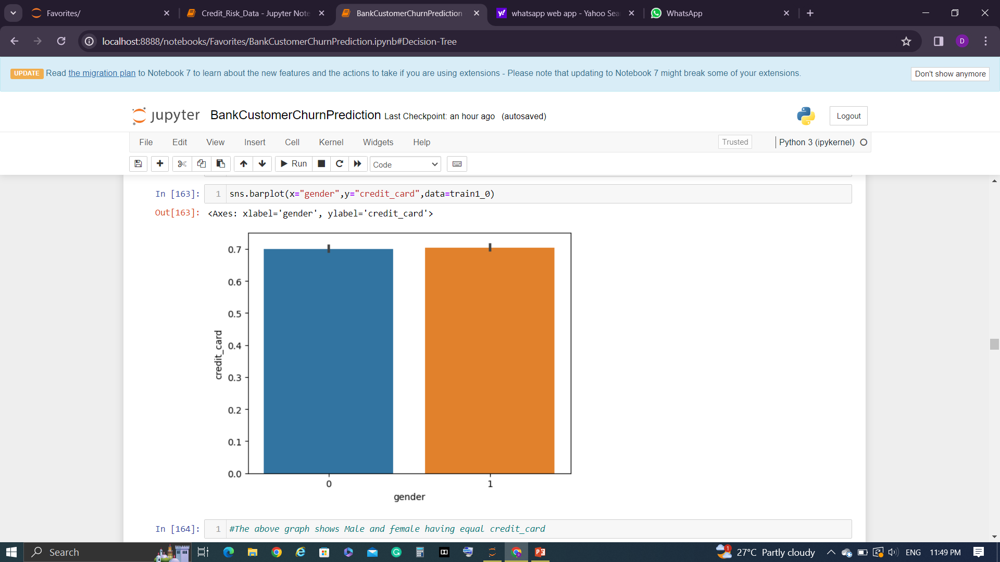 Favorites/
Credit_Risk_Data - Jupyter Note
BankCustomerChurnPrediction
whatsapp web app - Yahoo Sea
WhatsApp
localhost:8888/notebooks/Favorites/BankCustomerChurnPrediction.ipynb#Decision-Tree
D
UPDATE Read the migration plan to Notebook 7 to learn about the new features and the actions to take if you are using extensions - Please note that updating to Notebook 7 might break some of your extensions.
Don't show anymore
jupyter BankCustomerChurnPrediction Last Checkpoint: an hour ago (autosaved)
Logout
File Edit View Insert Cell Kernel Widgets Help
Trusted
Python 3 (ipykernel)
Run
Code
In [163]: 1 sns.barplot(x="gender",y="credit_card",data=train1_0)
Out[163]: <Axes: xlabel='gender', ylabel='credit_card'>
0.7
0.6
0.5
0.4
0.3
0.2
0.1
0.0
credit_card
0 1
gender
In [164]: 1 #The above graph shows Male and female having equal credit_card
Search
1
27°C Partly cloudy
ENG
11:49 PM